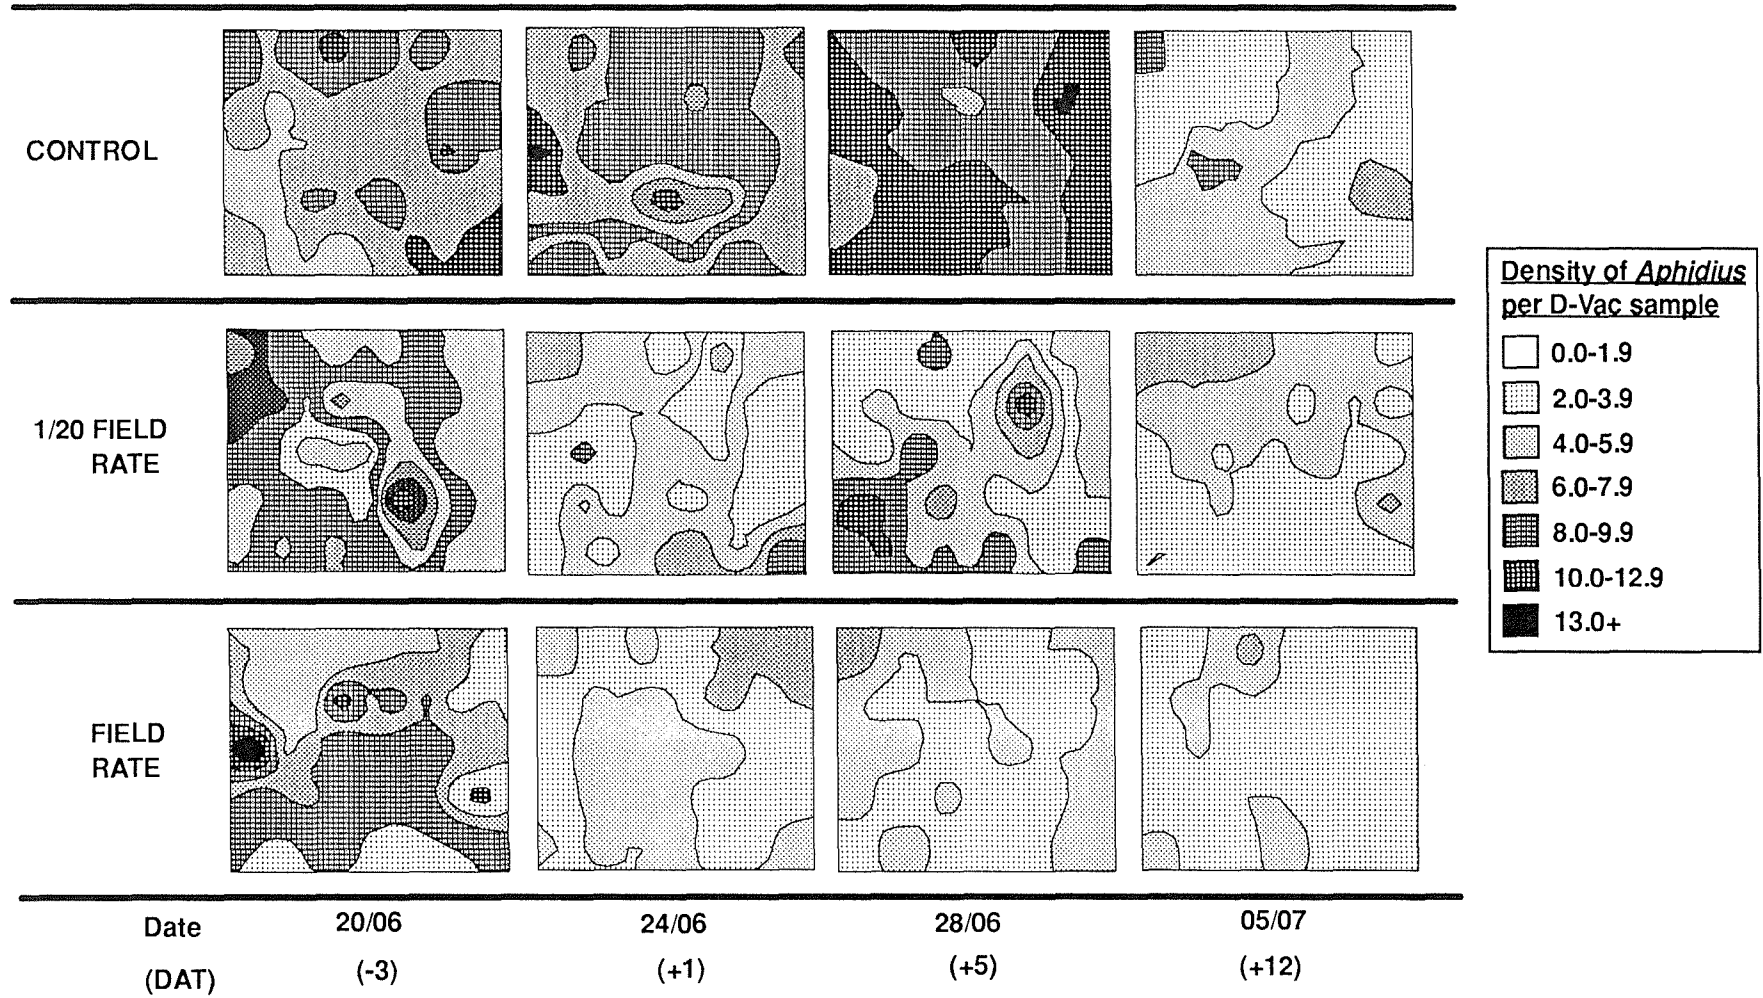 CONTROL
1/20 FIELD
RATE
FIELD
RATE
Density of Aphidius
per D-Vac sample
0.0-1.9
2.0-3.9
4.0-5.9
6.0-7.9
8.0-9.9
10.0-12.9
13.0+
Date 20/06 24/06 28/06 05/07
(DAT) (-3) (+1) (+5) (+12)